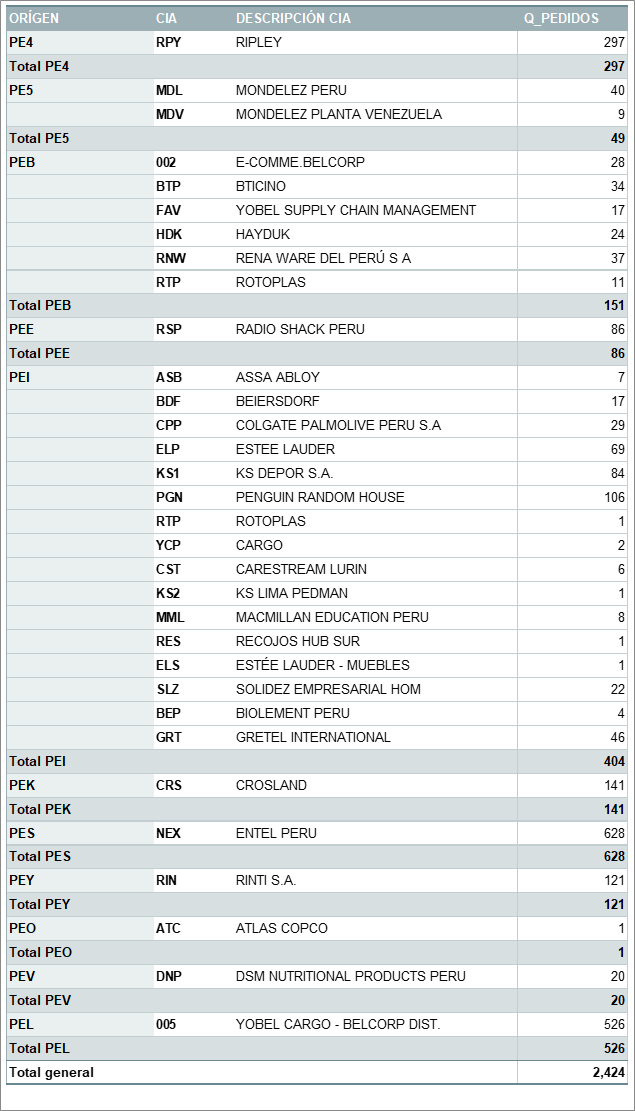 ORÍGEN CIA DESCRIPCIÓN CIA Q_PEDIDOS
PE4 RPY RIPLEY 297
Total PE4 297
PE5 MDL MONDELEZ PERU 40
MDV MONDELEZ PLANTA VENEZUELA 9
Total PE5 49
PEB 002 E-COMME.BELCORP 28
BTP BTICINO 34
FAV YOBEL SUPPLY CHAIN MANAGEMENT 17
HDK HAYDUK 24
RNW RENA WARE DEL PERÚ S A 37
RTP ROTOPLAS 11
Total PEB 151
PEE RSP RADIO SHACK PERU 86
Total PEE 86
PEI ASB ASSA ABLOY 7
BDF BEIERSDORF 17
CPP COLGATE PALMOLIVE PERU S.A 29
ELP ESTEE LAUDER 69
KS1 KS DEPOR S.A. 84
PGN PENGUIN RANDOM HOUSE 106
RTP ROTOPLAS 1
YCP CARGO 2
CST CARESTREAM LURIN 6
KS2 KS LIMA PEDMAN 1
MML MACMILLAN EDUCATION PERU 8
RES RECOJOS HUB SUR 1
ELS ESTÉE LAUDER - MUEBLES 1
SLZ SOLIDEZ EMPRESARIAL HOM 22
BEP BIOLEMENT PERU 4
GRT GRETEL INTERNATIONAL 46
Total PEI 404
PEK CRS CROSLAND 141
Total PEK 141
PES NEX ENTEL PERU 628
Total PES 628
PEY RIN RINTI S.A. 121
Total PEY 121
PEO ATC ATLAS COPCO 1
Total PEO 1
PEV DNP DSM NUTRITIONAL PRODUCTS PERU 20
Total PEV 20
PEL 005 YOBEL CARGO - BELCORP DIST. 526
Total PEL 526
Total general 2,424